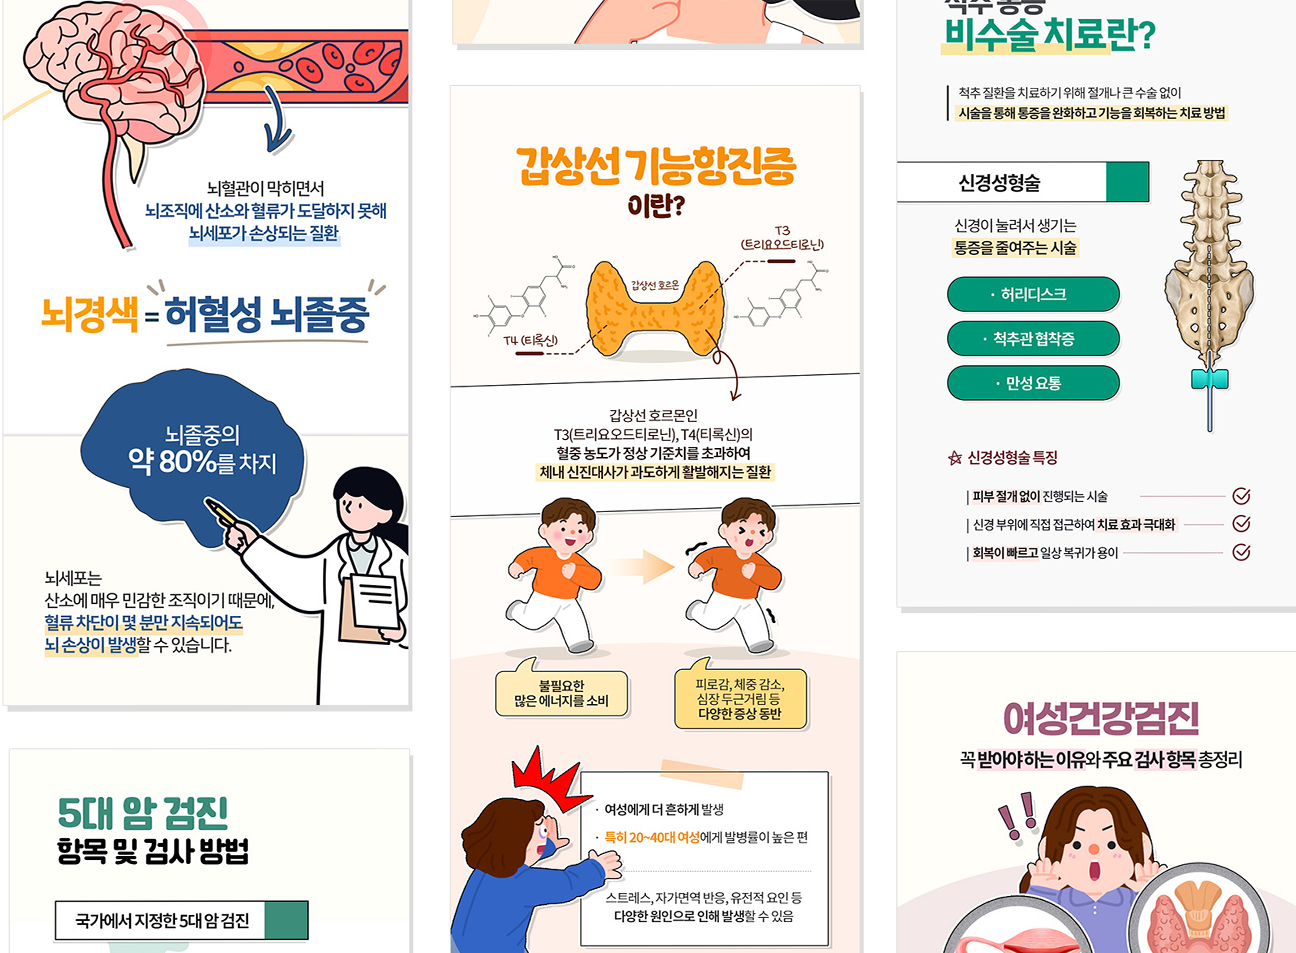 뇌혈관이 막히면서
뇌조직에 산소와 혈류가 도달하지 못해
뇌세포가 손상되는 질환
뇌경색 = 허혈성 뇌졸중
뇌졸중의
약 80%를 차지
뇌세포는
산소에 매우 민감한 조직이기 때문에,
혈류 차단이 몇 분만 지속되어도
뇌 손상이 발생할 수 있습니다.
5대 암 검진
항목 및 검사 방법
국가에서 지정한 5대 암 검진
갑상선 기능항진증
이란?
T3
(트리요오드티로닌)
갑상선 호르몬
T4 (티록신)
갑상선 호르몬인
T3(트리요오드티로닌), T4(티록신)의
혈중 농도가 정상 기준치를 초과하여
체내 신진대사가 과도하게 활발해지는 질환
불필요한
많은 에너지를 소비
피로감, 체중 감소,
심장 두근거림 등
다양한 증상 동반
· 여성에게 더 흔하게 발생
· 특히 20~40대 여성에게 발병률이 높은 편
스트레스, 자가면역 반응, 유전적 요인 등
다양한 원인으로 인해 발생할 수 있음
척추 통증
비수술 치료란?
척추 질환을 치료하기 위해 절개나 큰 수술 없이
시술을 통해 통증을 완화하고 기능을 회복하는 치료 방법
신경성형술
신경이 눌려서 생기는
통증을 줄여주는 시술
· 허리디스크
· 척추관 협착증
· 만성 요통
신경성형술 특징
피부 절개 없이 진행되는 시술
신경 부위에 직접 접근하여 치료 효과 극대화
회복이 빠르고 일상 복귀가 용이
여성건강검진
꼭 받아야 하는 이유와 주요 검사 항목 총정리